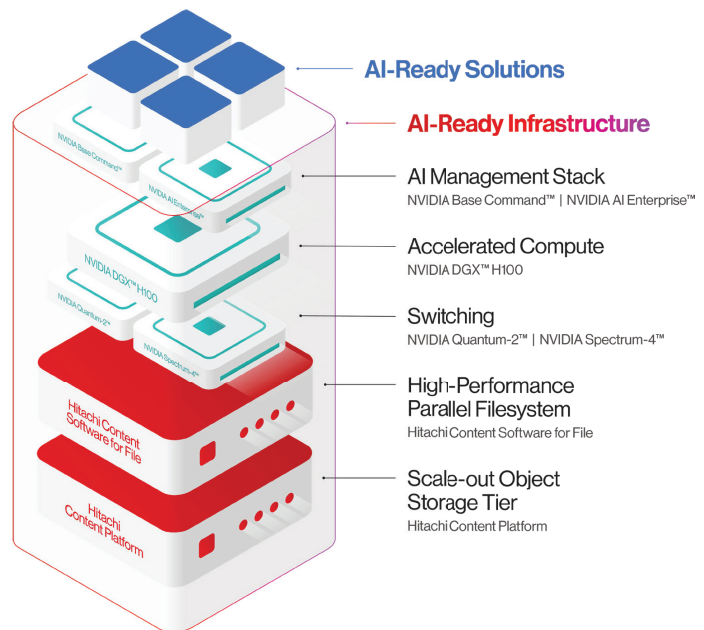 AI-Ready Solutions
AI-Ready Infrastructure
NVIDIA Base Command™
NVIDIA AI Enterprise™
AI Management Stack
NVIDIA Base Command™ | NVIDIA AI Enterprise™
NVIDIA DGX™ H100
Accelerated Compute
NVIDIA DGX™ H100
NVIDIA Quantum-2™
NVIDIA Spectrum-4™
Switching
NVIDIA Quantum-2™ | NVIDIA Spectrum-4™
Hitachi Content
Software for File
High-Performance
Parallel Filesystem
Hitachi Content Software for File
Hitachi
Content Platform
Scale-out Object
Storage Tier
Hitachi Content Platform